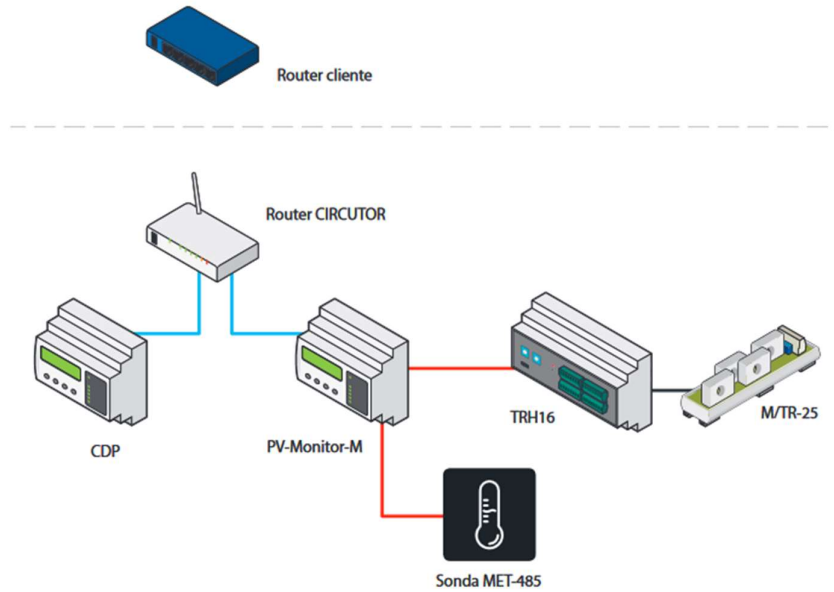 Router cliente
Router CIRCUTOR
CDP
PV-Monitor-M
TRH16
M/TR-25
Sonda MET-485